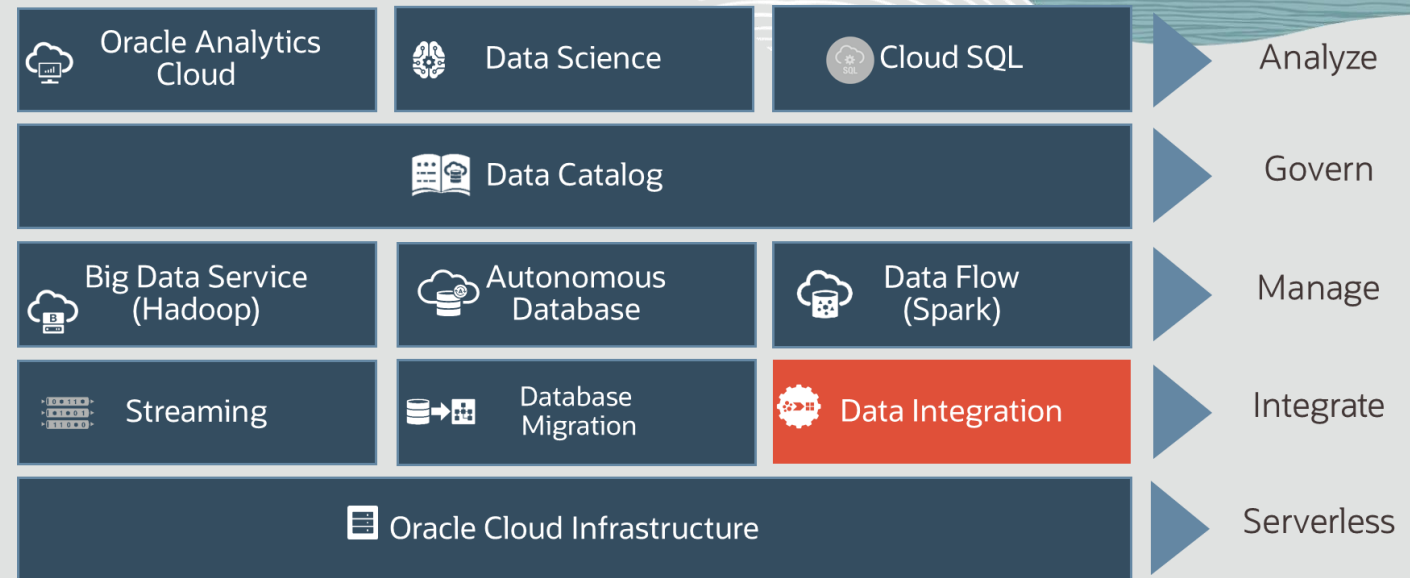 Oracle Analytics
Cloud
Data Science
SQL
Cloud SQL
Analyze
Data Catalog
Govern
Big Data Service
(Hadoop)
B
Autonomous
Database
Data Flow
(Spark)
Manage
Streaming
Database
Migration
Data Integration
Integrate
Oracle Cloud Infrastructure
Serverless